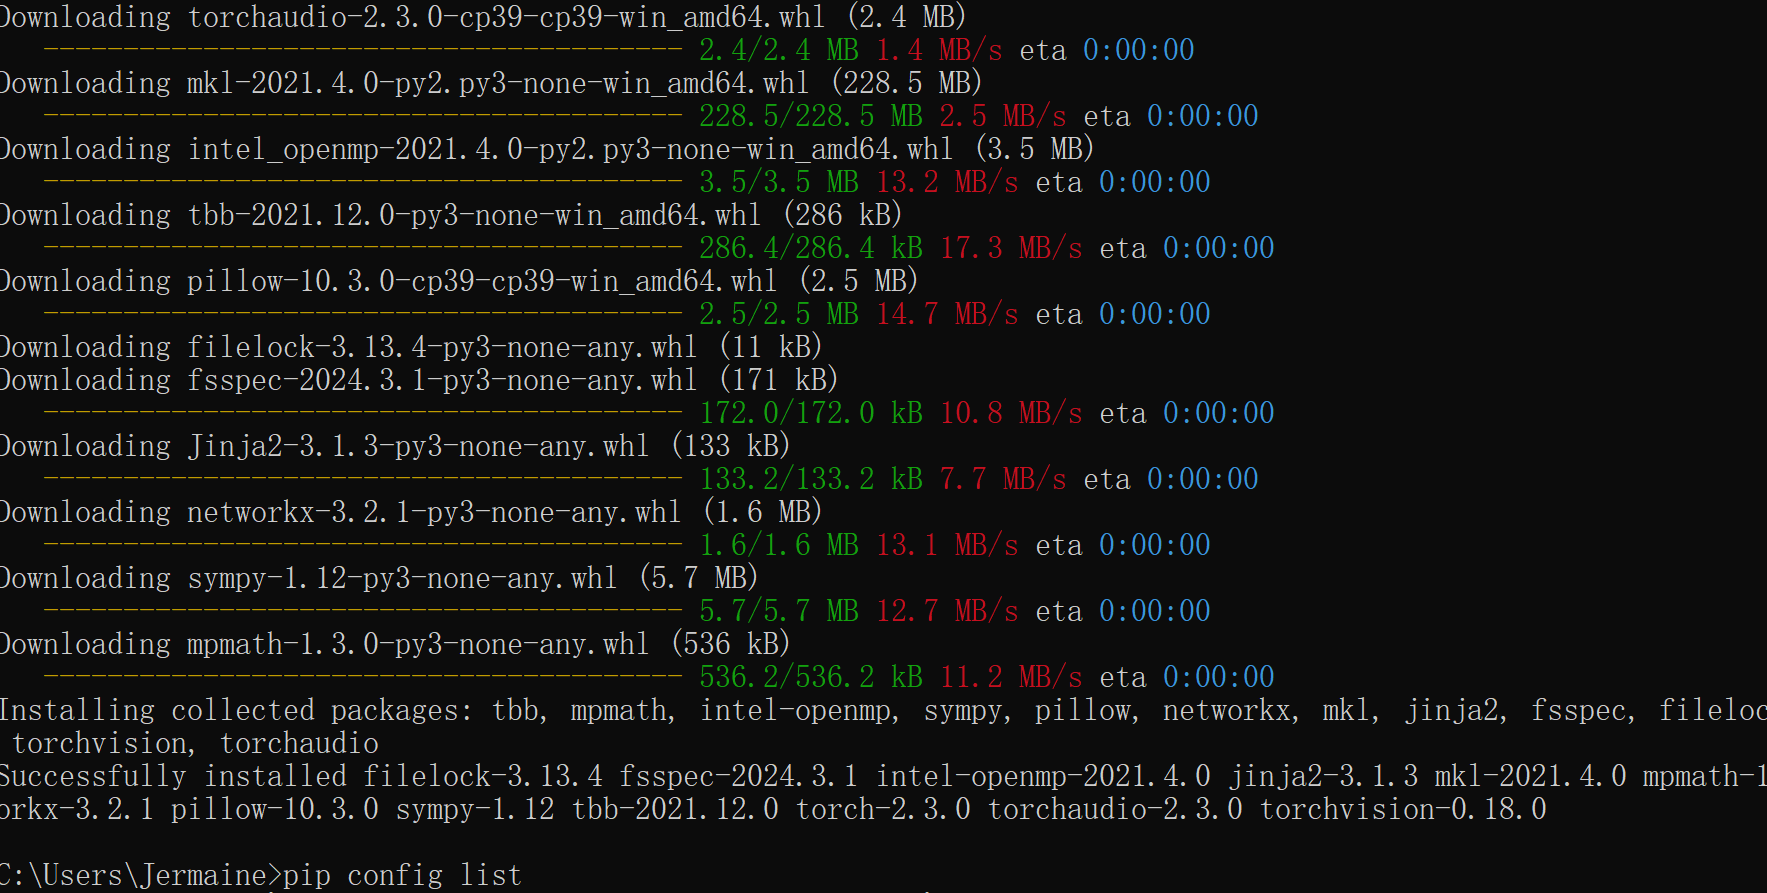 Downloading torchaudio-2.3.0-cp39-cp39-win_amd64.whl (2.4 MB)
---------------------------------------- 2.4/2.4 MB 1.4 MB/s eta 0:00:00
Downloading mkl-2021.4.0-py2.py3-none-win_amd64.whl (228.5 MB)
---------------------------------------- 228.5/228.5 MB 2.5 MB/s eta 0:00:00
Downloading intel_openmp-2021.4.0-py2.py3-none-win_amd64.whl (3.5 MB)
---------------------------------------- 3.5/3.5 MB 13.2 MB/s eta 0:00:00
Downloading tbb-2021.12.0-py3-none-win_amd64.whl (286 kB)
---------------------------------------- 286.4/286.4 kB 17.3 MB/s eta 0:00:00
Downloading pillow-10.3.0-cp39-cp39-win_amd64.whl (2.5 MB)
---------------------------------------- 2.5/2.5 MB 14.7 MB/s eta 0:00:00
Downloading filelock-3.13.4-py3-none-any.whl (11 kB)
Downloading fsspec-2024.3.1-py3-none-any.whl (171 kB)
---------------------------------------- 172.0/172.0 kB 10.8 MB/s eta 0:00:00
Downloading Jinja2-3.1.3-py3-none-any.whl (133 kB)
---------------------------------------- 133.2/133.2 kB 7.7 MB/s eta 0:00:00
Downloading networkx-3.2.1-py3-none-any.whl (1.6 MB)
---------------------------------------- 1.6/1.6 MB 13.1 MB/s eta 0:00:00
Downloading sympy-1.12-py3-none-any.whl (5.7 MB)
---------------------------------------- 5.7/5.7 MB 12.7 MB/s eta 0:00:00
Downloading mpmath-1.3.0-py3-none-any.whl (536 kB)
---------------------------------------- 536.2/536.2 kB 11.2 MB/s eta 0:00:00
Installing collected packages: tbb, mpmath, intel-openmp, sympy, pillow, networkx, mkl, jinja2, fsspec, fileloc
torchvision, torchaudio
Successfully installed filelock-3.13.4 fsspec-2024.3.1 intel-openmp-2021.4.0 jinja2-3.1.3 mkl-2021.4.0 mpmath-1
orkx-3.2.1 pillow-10.3.0 sympy-1.12 tbb-2021.12.0 torch-2.3.0 torchaudio-2.3.0 torchvision-0.18.0
C:\Users\Jermaine>pip config list